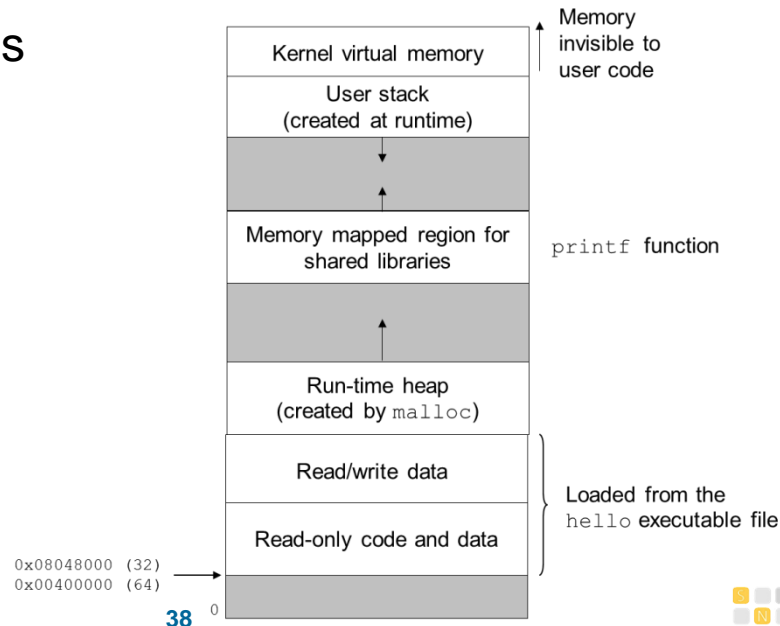 s
Memory
invisible to
user code
Kernel virtual memory
User stack
(created at runtime)
Memory mapped region for
shared libraries
printf function
Run-time heap
(created by malloc)
Read/write data
Loaded from the
hello executable file
Read-only code and data
0x08048000 (32)
0x00400000 (64)
0
38
S
N